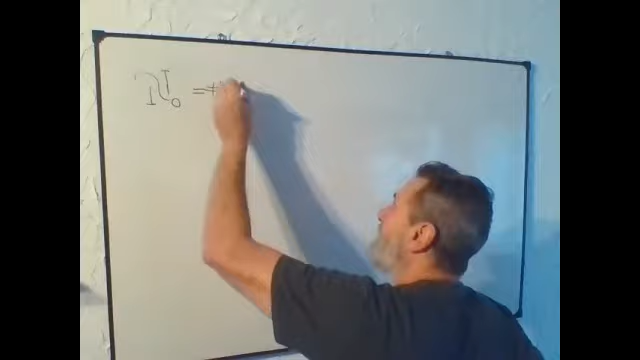 ℵ₀ =